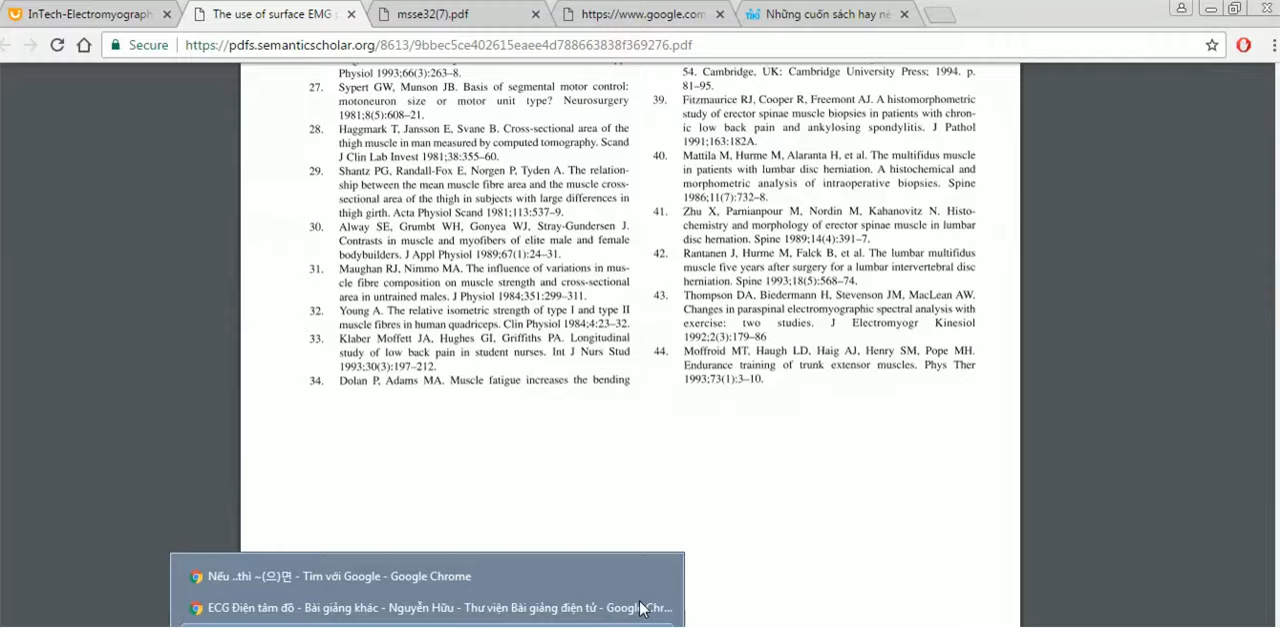 InTech-Electromyograph
The use of surface EMG
msse32(7).pdf
https://www.google.com
Những cuốn sách hay nê
Secure
https://pdfs.semanticscholar.org/8613/9bbec5ce402615eaee4d788663838f369276.pdf
Physiol 1993;66(3):263–8.
27. Sypert GW, Munson JB. Basis of segmental motor control:
motoneuron size or motor unit type? Neurosurgery
1981;8(5):608–21.
28. Haggmark T, Jansson E, Svane B. Cross-sectional area of the
thigh muscle in man measured by computed tomography. Scand
J Clin Lab Invest 1981;38:355–60.
29. Shantz PG, Randall-Fox E, Norgen P, Tyden A. The relation-
ship between the mean muscle fibre area and the muscle cross-
sectional area of the thigh in subjects with large differences in
thigh girth. Acta Physiol Scand 1981;113:537–9.
30. Alway SE, Grumbt WH, Gonyea WJ, Stray-Gundersen J.
Contrasts in muscle and myofibers of elite male and female
bodybuilders. J Appl Physiol 1989;67(1):24–31.
31. Maughan RJ, Nimmo MA. The influence of variations in mus-
cle fibre composition on muscle strength and cross-sectional
area in untrained males. J Physiol 1984;351:299–311.
32. Young A. The relative isometric strength of type I and type II
muscle fibres in human quadriceps. Clin Physiol 1984;4:23–32.
33. Klaber Moffett JA, Hughes GI, Griffiths PA. Longitudinal
study of low back pain in student nurses. Int J Nurs Stud
1993;30(3):197–212.
34. Dolan P, Adams MA. Muscle fatigue increases the bending
54. Cambridge, UK: Cambridge University Press; 1994. p.
81–95.
39. Fitzmaurice RJ, Cooper R, Freemont AJ. A histomorphometric
study of erector spinae muscle biopsies in patients with chron-
ic low back pain and ankylosing spondylitis. J Pathol
1991;163:182A.
40. Mattila M, Hurme M, Alaranta H, et al. The multifidus muscle
in patients with lumbar disc herniation. A histochemical and
morphometric analysis of intraoperative biopsies. Spine
1986;11(7):732–8.
41. Zhu X, Parnianpour M, Nordin M, Kahanovitz N. Histo-
chemistry and morphology of erector spinae muscle in lumbar
disc hernation. Spine 1989;14(4):391–7.
42. Rantanen J, Hurme M, Falck B, et al. The lumbar multifidus
muscle five years after surgery for a lumbar intervertebral disc
herniation. Spine 1993;18(5):568–74.
43. Thompson DA, Biedermann H, Stevenson JM, MacLean AW.
Changes in paraspinal electromyographic spectral analysis with
exercise: two studies. J Electromyogr Kinesiol
1992;2(3):179–86
44. Moffroid MT, Haugh LD, Haig AJ, Henry SM, Pope MH.
Endurance training of trunk extensor muscles. Phys Ther
1993;73(1):3–10.
Nếu ..thì ~(으)면 - Tìm với Google - Google Chrome
ECG Điện tâm đồ - Bài giảng khác - Nguyễn Hữu - Thư viện Bài giảng điện tử - Google Chr...